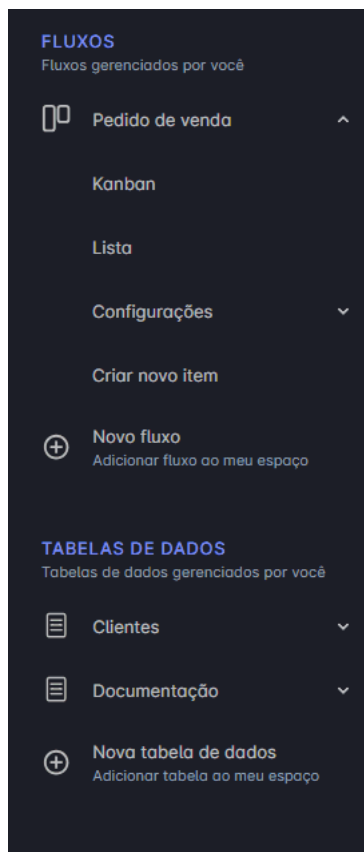 FLUXOS
Fluxos gerenciados por você
Pedido de venda
Kanban
Lista
Configurações
Criar novo item
Novo fluxo
Adicionar fluxo ao meu espaço
TABELAS DE DADOS
Tabelas de dados gerenciados por você
Clientes
Documentação
Nova tabela de dados
Adicionar tabela ao meu espaço